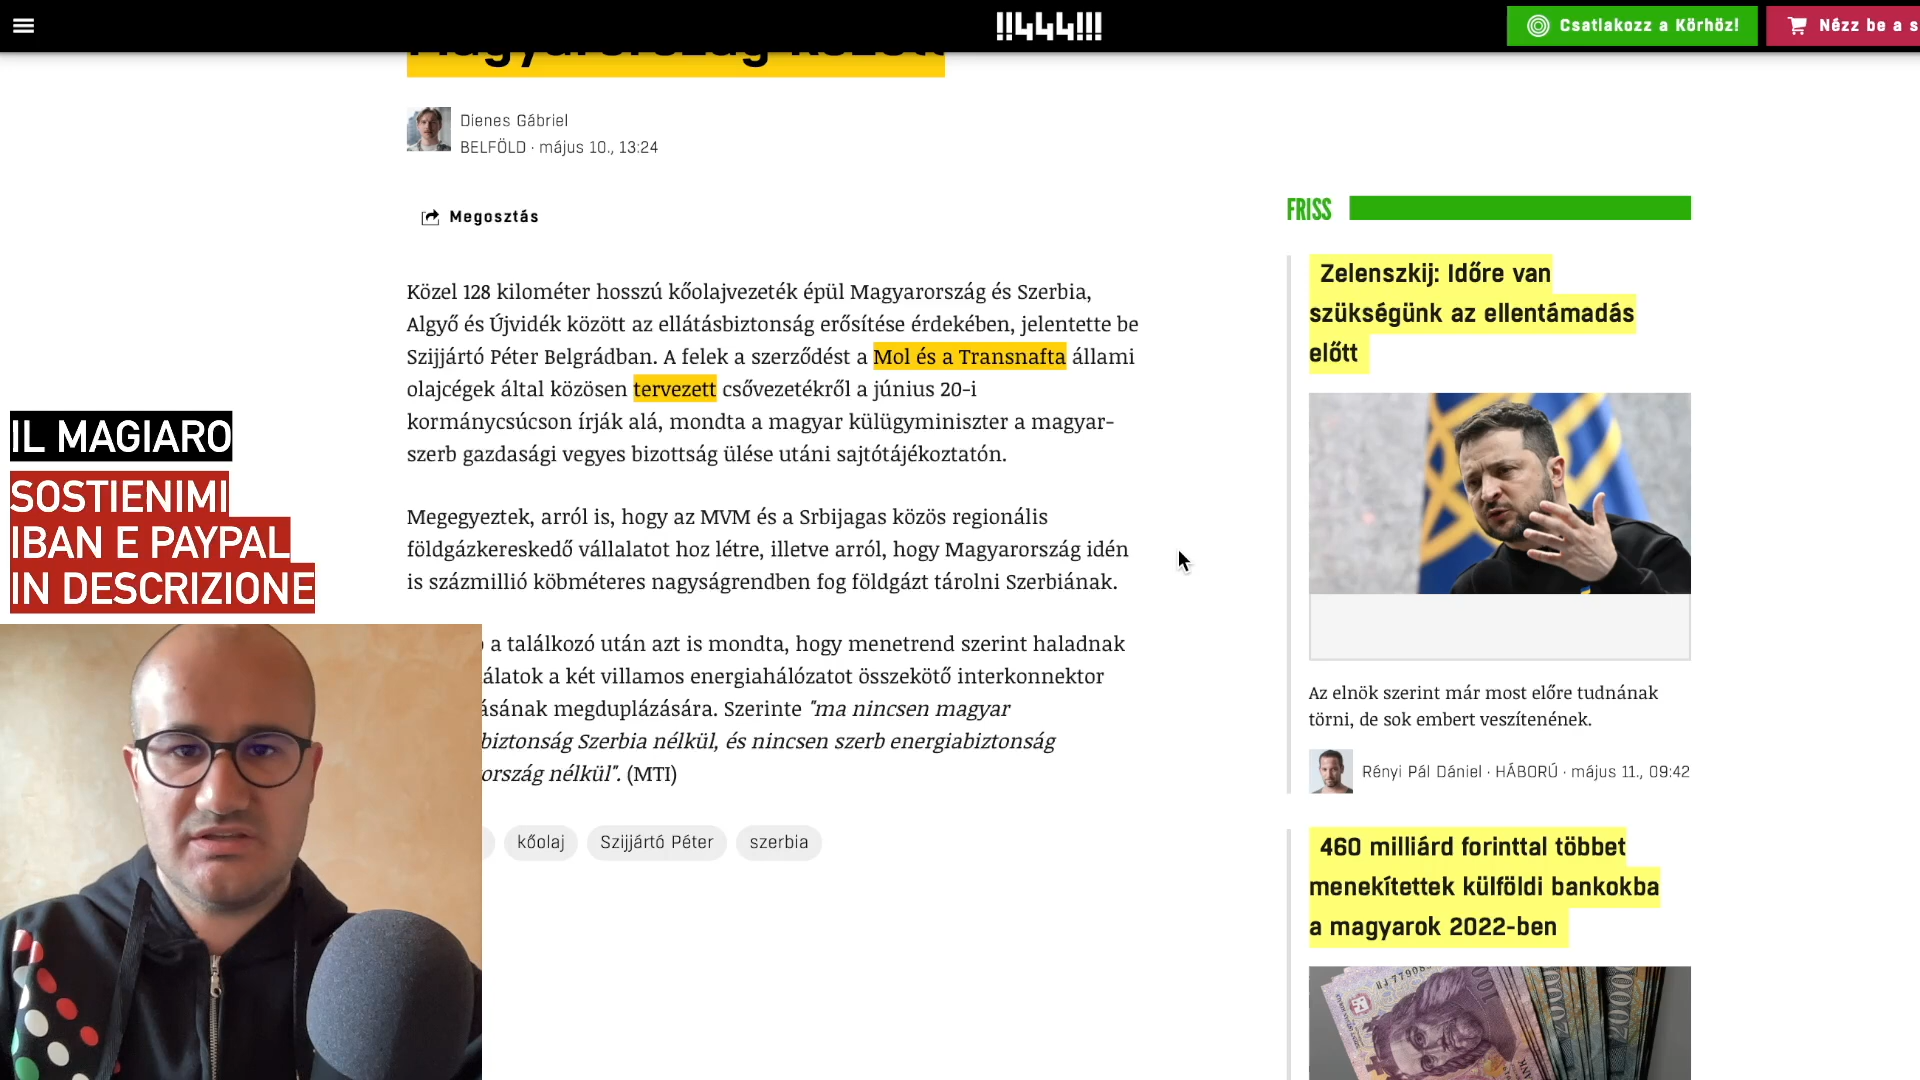 !!444!!!
Csatlakozz a Körhöz!
Nézz be a s
Magyarország között
Dienes Gábriel
BELFÖLD · május 10., 13:24
Megosztás
Közel 128 kilométer hosszú kőolajvezeték épül Magyarország és Szerbia,
Algyő és Újvidék között az ellátásbiztonság erősítése érdekében, jelentette be
Szijjártó Péter Belgrádban. A felek a szerződést a Mol és a Transnafta állami
olajcégek által közösen tervezett csővezetékről a június 20-i
kormánycsúcson írják alá, mondta a magyar külügyminiszter a magyar-
szerb gazdasági vegyes bizottság ülése utáni sajtótájékoztatón.
Megegyeztek, arról is, hogy az MVM és a Srbijagas közös regionális
földgázkereskedő vállalatot hoz létre, illetve arról, hogy Magyarország idén
is százmillió köbméteres nagyságrendben fog földgázt tárolni Szerbiának.
a találkozó után azt is mondta, hogy menetrend szerint haladnak
álatok a két villamos energiahálózatot összekötő interkonnektor
ásának megduplázására. Szerinte "ma nincsen magyar
biztonság Szerbia nélkül, és nincsen szerb energiabiztonság
ország nélkül". (MTI)
kőolaj
Szijjártó Péter
szerbia
IL MAGIARO
SOSTIENIMI
IBAN E PAYPAL
IN DESCRIZIONE
FRISS
Zelenszkij: Időre van
szükségünk az ellentámadás
előtt
Az elnök szerint már most előre tudnának
törni, de sok embert veszítenének.
Rényi Pál Dániel · HÁBORÚ · május 11., 09:42
460 milliárd forinttal többet
menekítettek külföldi bankokba
a magyarok 2022-ben